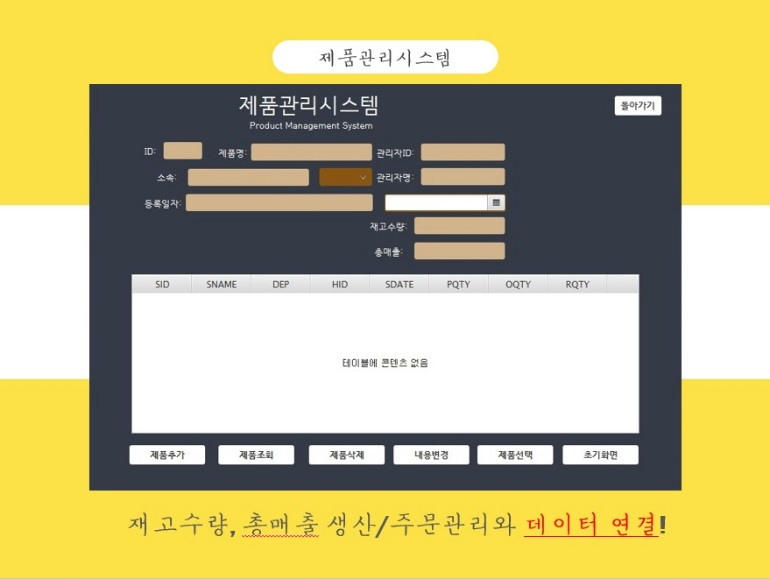 제품관리시스템
제품관리시스템
돌아가기
Product Management System
ID: 제품명: 관리자ID:
소속: 관리자명:
등록일자:
재고수량:
총매출:
SID SNAME DEP HID SDATE PQTY OQTY RQTY
테이블에 콘텐츠 없음
제품추가 제품조회 제품삭제 내용변경 제품선택 초기화면
재고수량, 총매출 생산/주문관리와 데이터 연결!